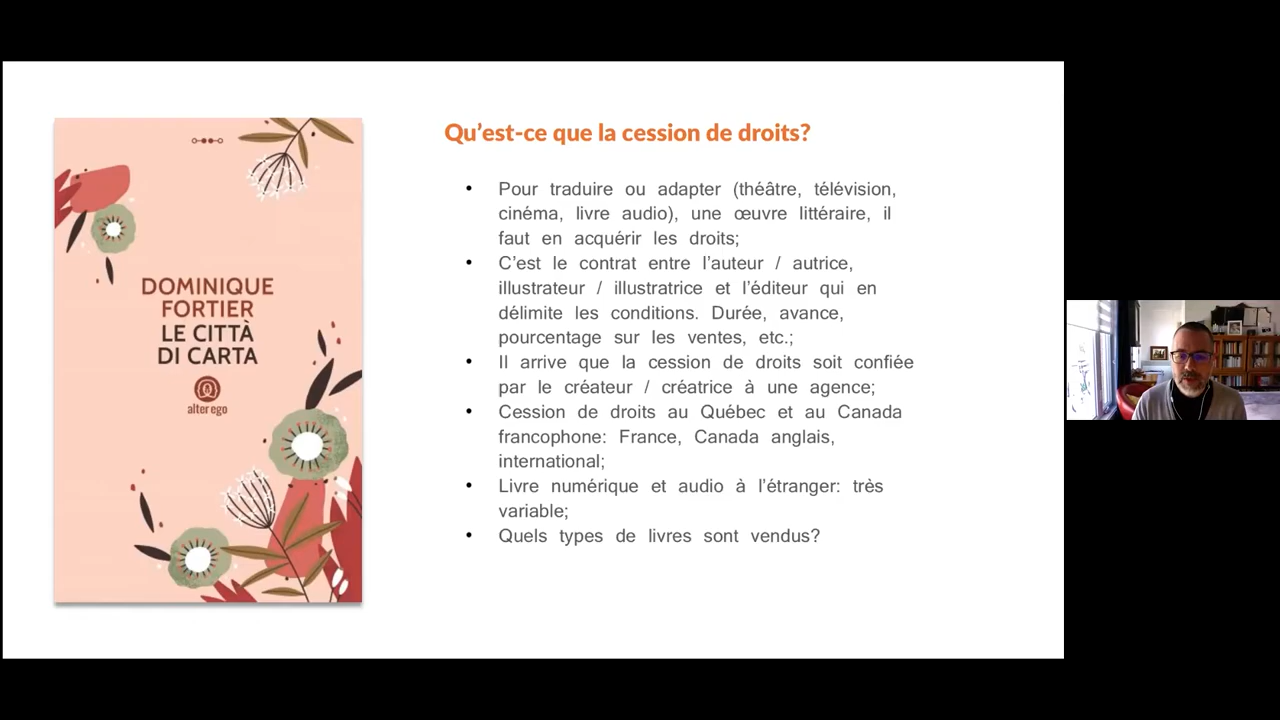 DOMINIQUE
FORTIER
LE CITTÀ
DI CARTA
alter ego
Qu’est-ce que la cession de droits?
• Pour traduire ou adapter (théâtre, télévision,
cinéma, livre audio), une œuvre littéraire, il
faut en acquérir les droits;
• C’est le contrat entre l’auteur / autrice,
illustrateur / illustratrice et l’éditeur qui en
délimite les conditions. Durée, avance,
pourcentage sur les ventes, etc.;
• Il arrive que la cession de droits soit confiée
par le créateur / créatrice à une agence;
• Cession de droits au Québec et au Canada
francophone: France, Canada anglais,
international;
• Livre numérique et audio à l’étranger: très
variable;
• Quels types de livres sont vendus?